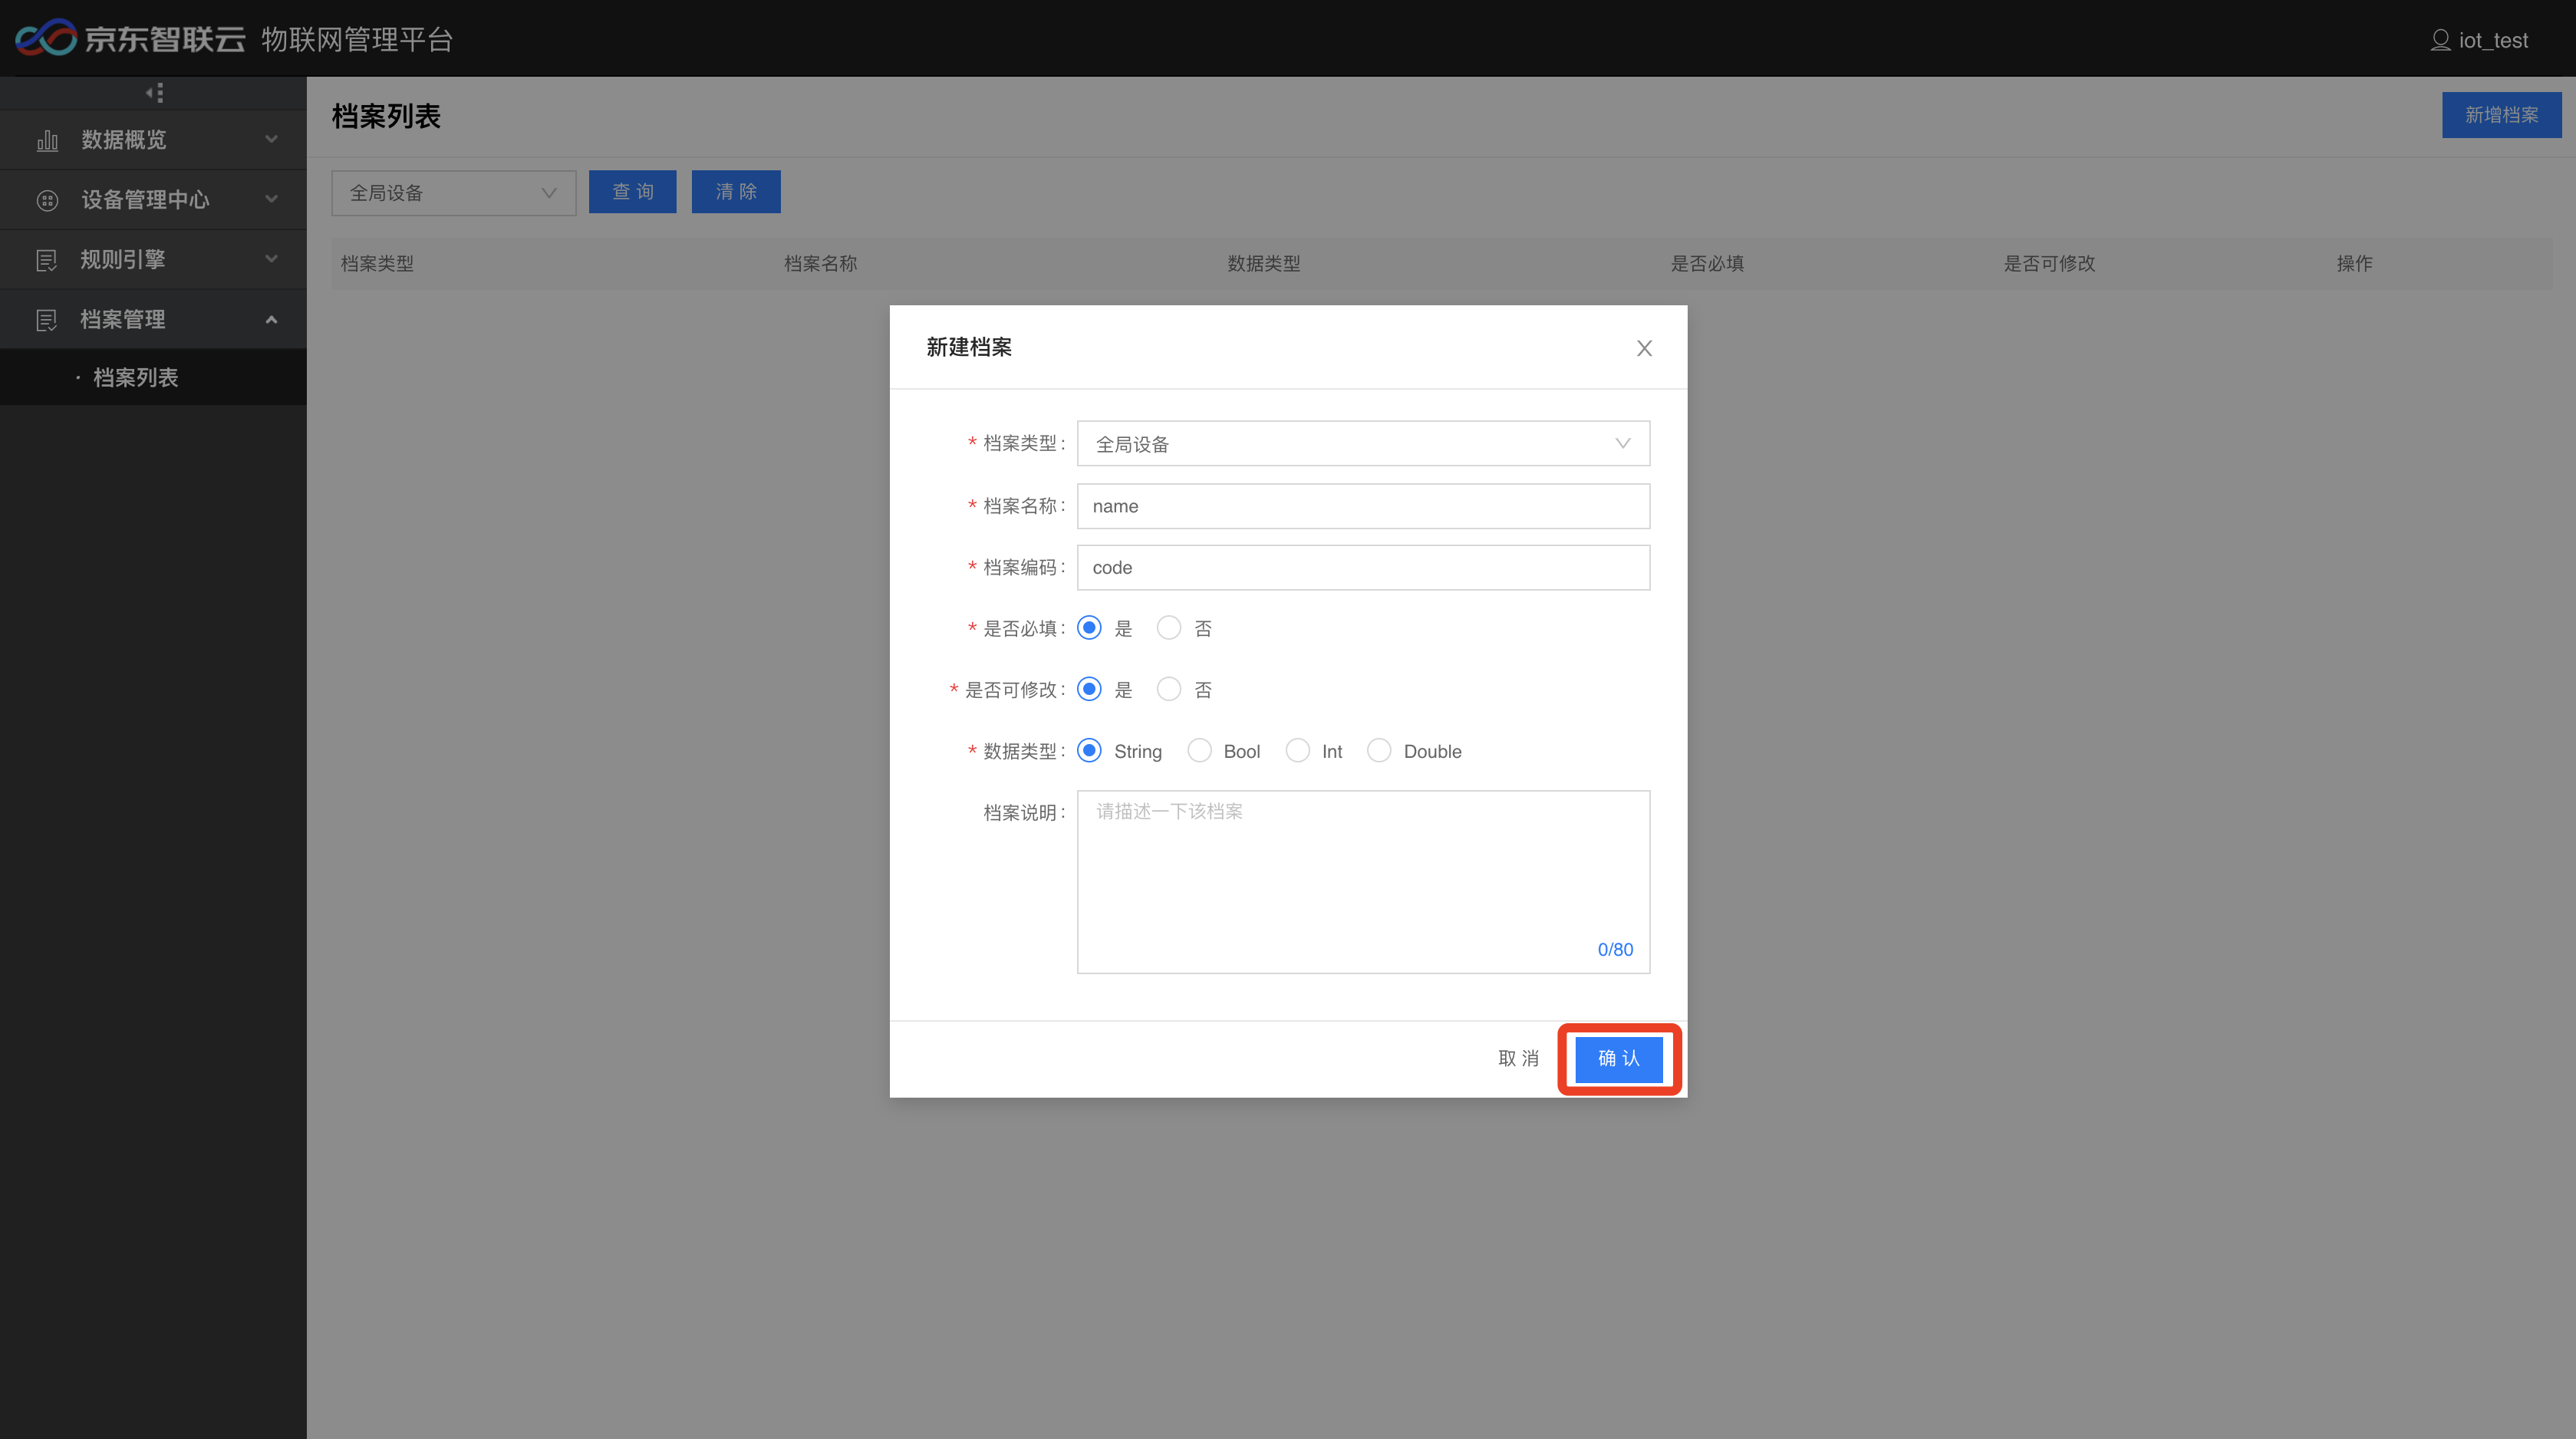 京东智联云 物联网管理平台
iot_test
数据概览
设备管理中心
规则引擎
档案管理
· 档案列表
档案列表
新增档案
全局设备
查 询
清 除
档案类型 档案名称 数据类型 是否必填 是否可修改 操作
新建档案
* 档案类型: 全局设备
* 档案名称: name
* 档案编码: code
* 是否必填: 是 否
* 是否可修改: 是 否
* 数据类型: String Bool Int Double
档案说明: 请描述一下该档案
0/80
取 消
确 认